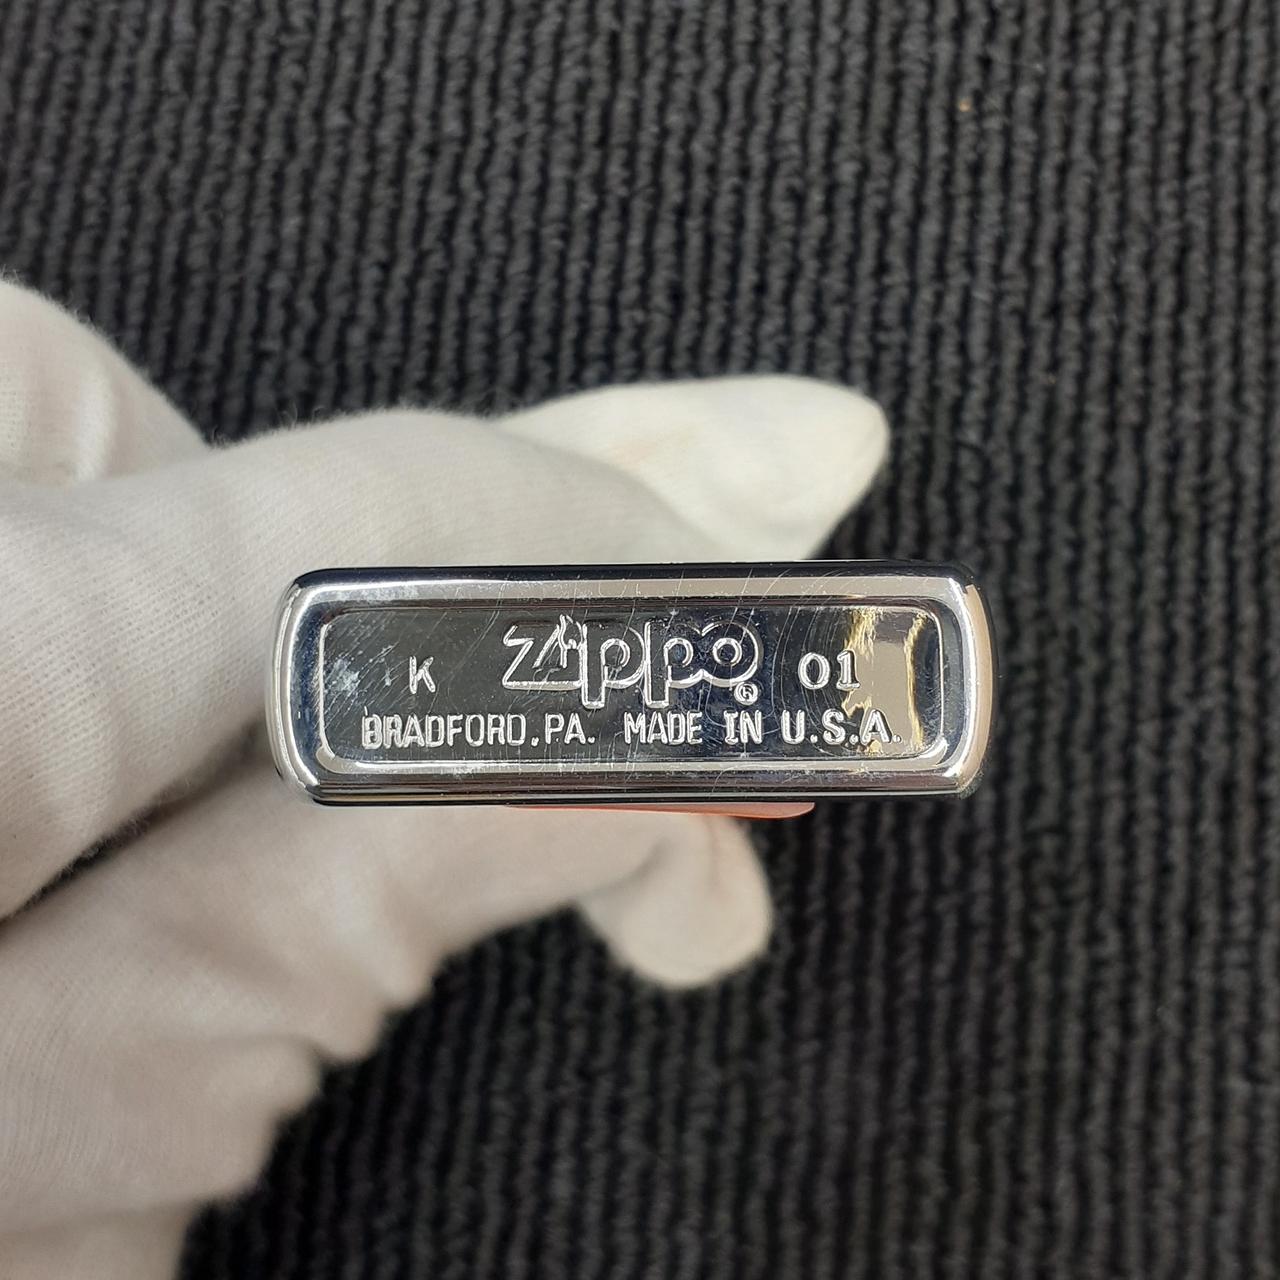 K Zippo® 01
BRADFORD, PA. MADE IN U.S.A.